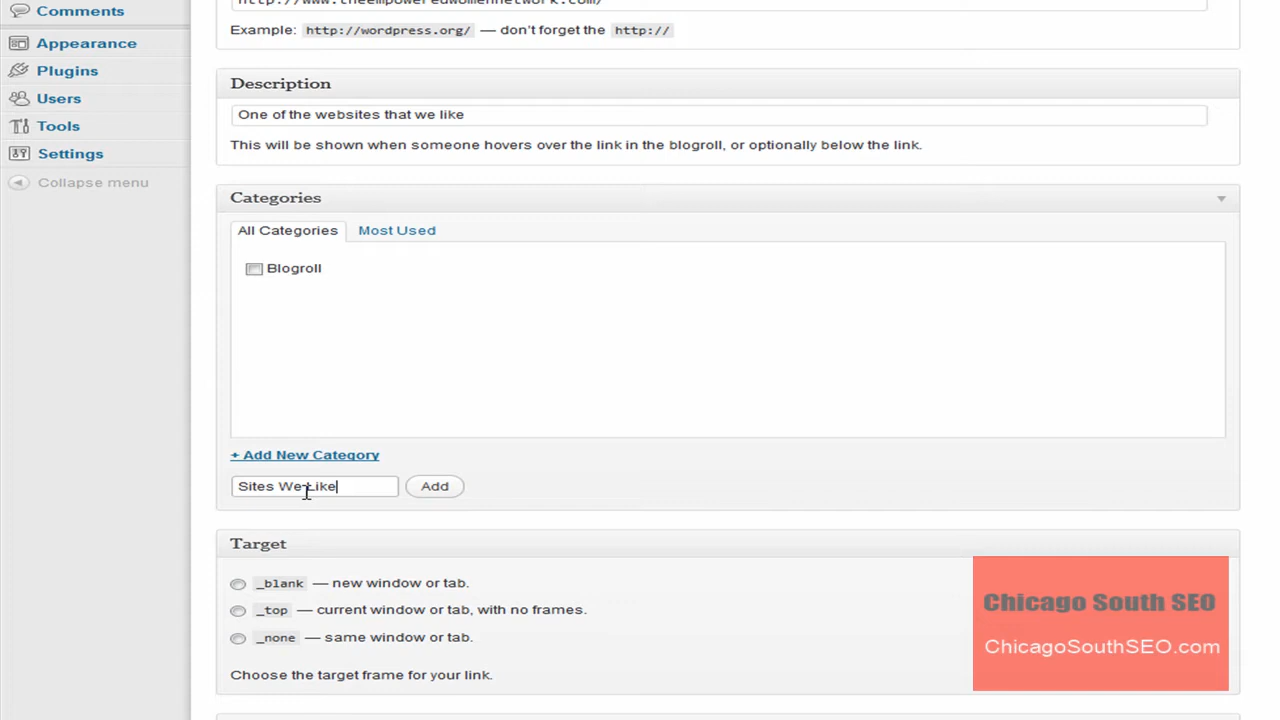 Comments
Appearance
Plugins
Users
Tools
Settings
Collapse menu
http://www.theempoweredwomennetwork.com/
Example: http://wordpress.org/ — don't forget the http://
Description
One of the websites that we like
This will be shown when someone hovers over the link in the blogroll, or optionally below the link.
Categories
All Categories Most Used
Blogroll
+ Add New Category
Sites We Like Add
Target
_blank — new window or tab.
_top — current window or tab, with no frames.
_none — same window or tab.
Choose the target frame for your link.
Chicago South SEO
ChicagoSouthSEO.com